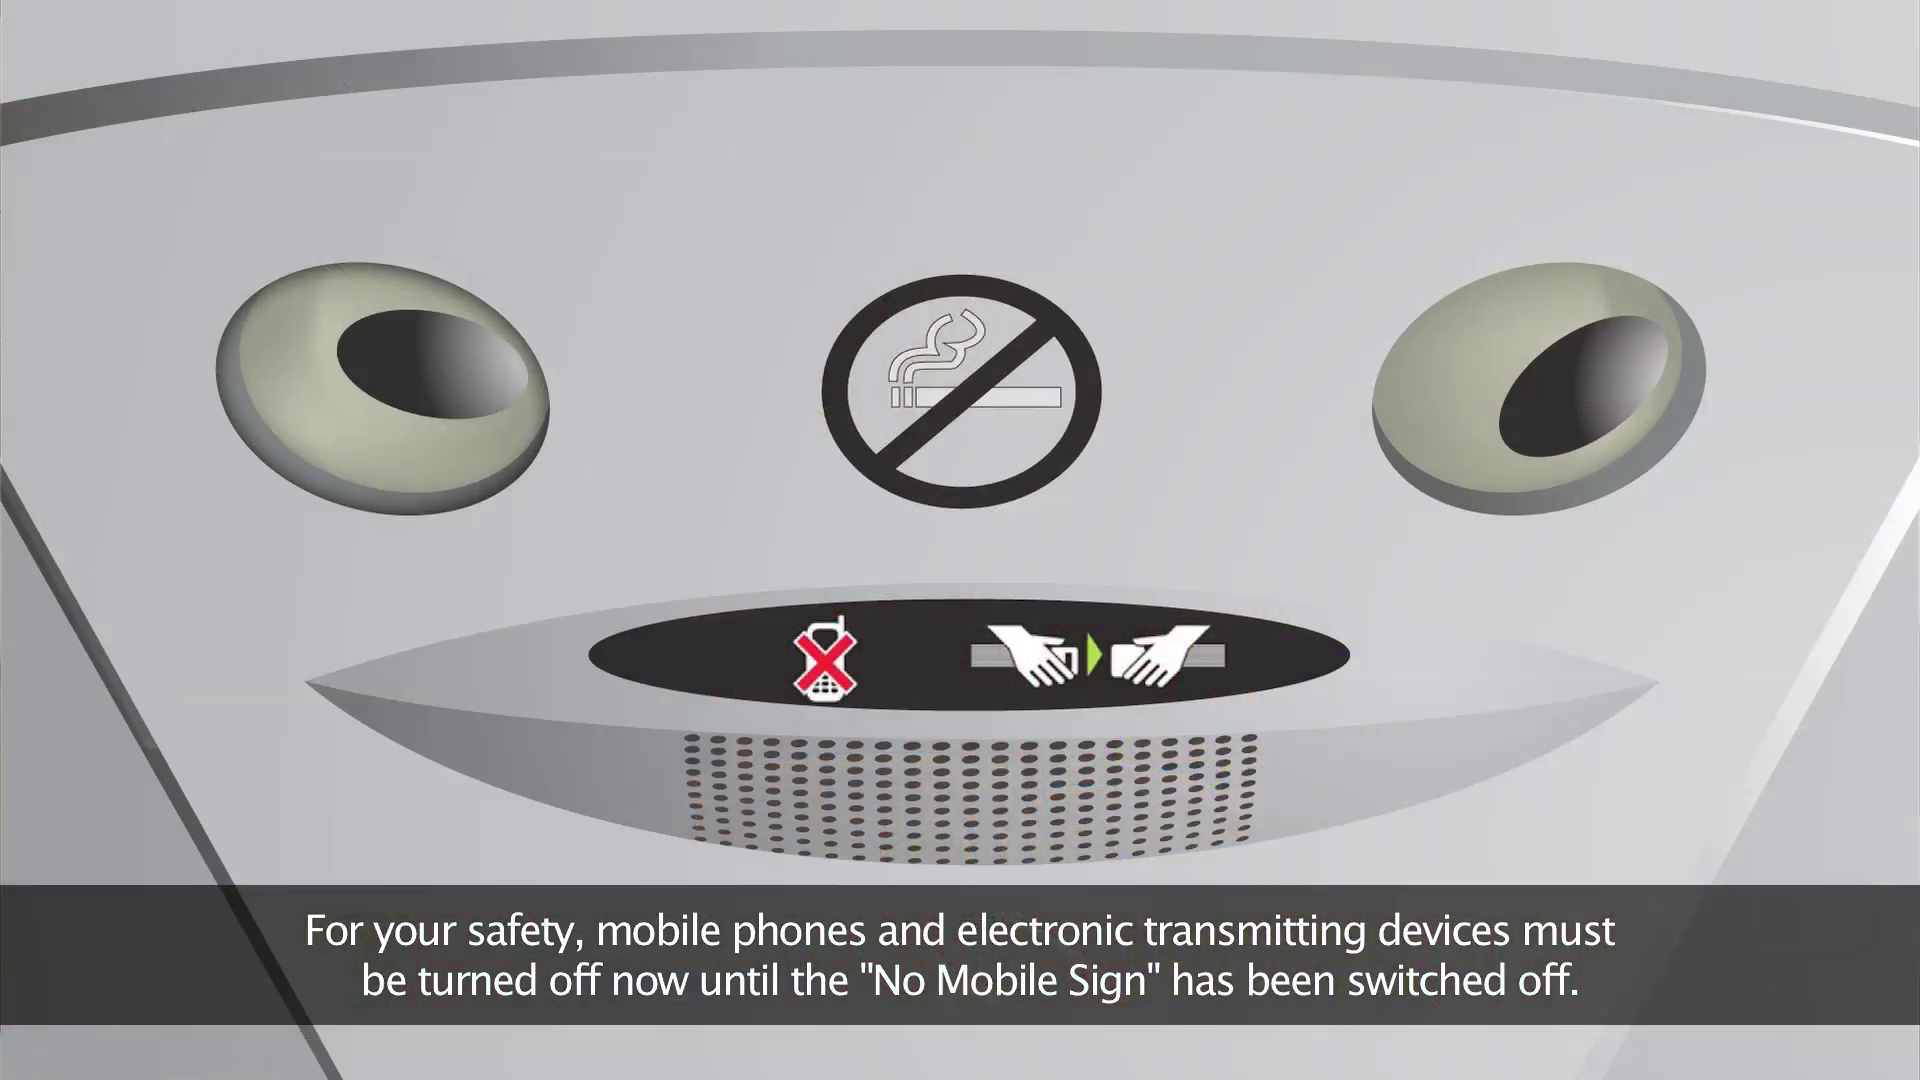 For your safety, mobile phones and electronic transmitting devices must
be turned off now until the "No Mobile Sign" has been switched off.